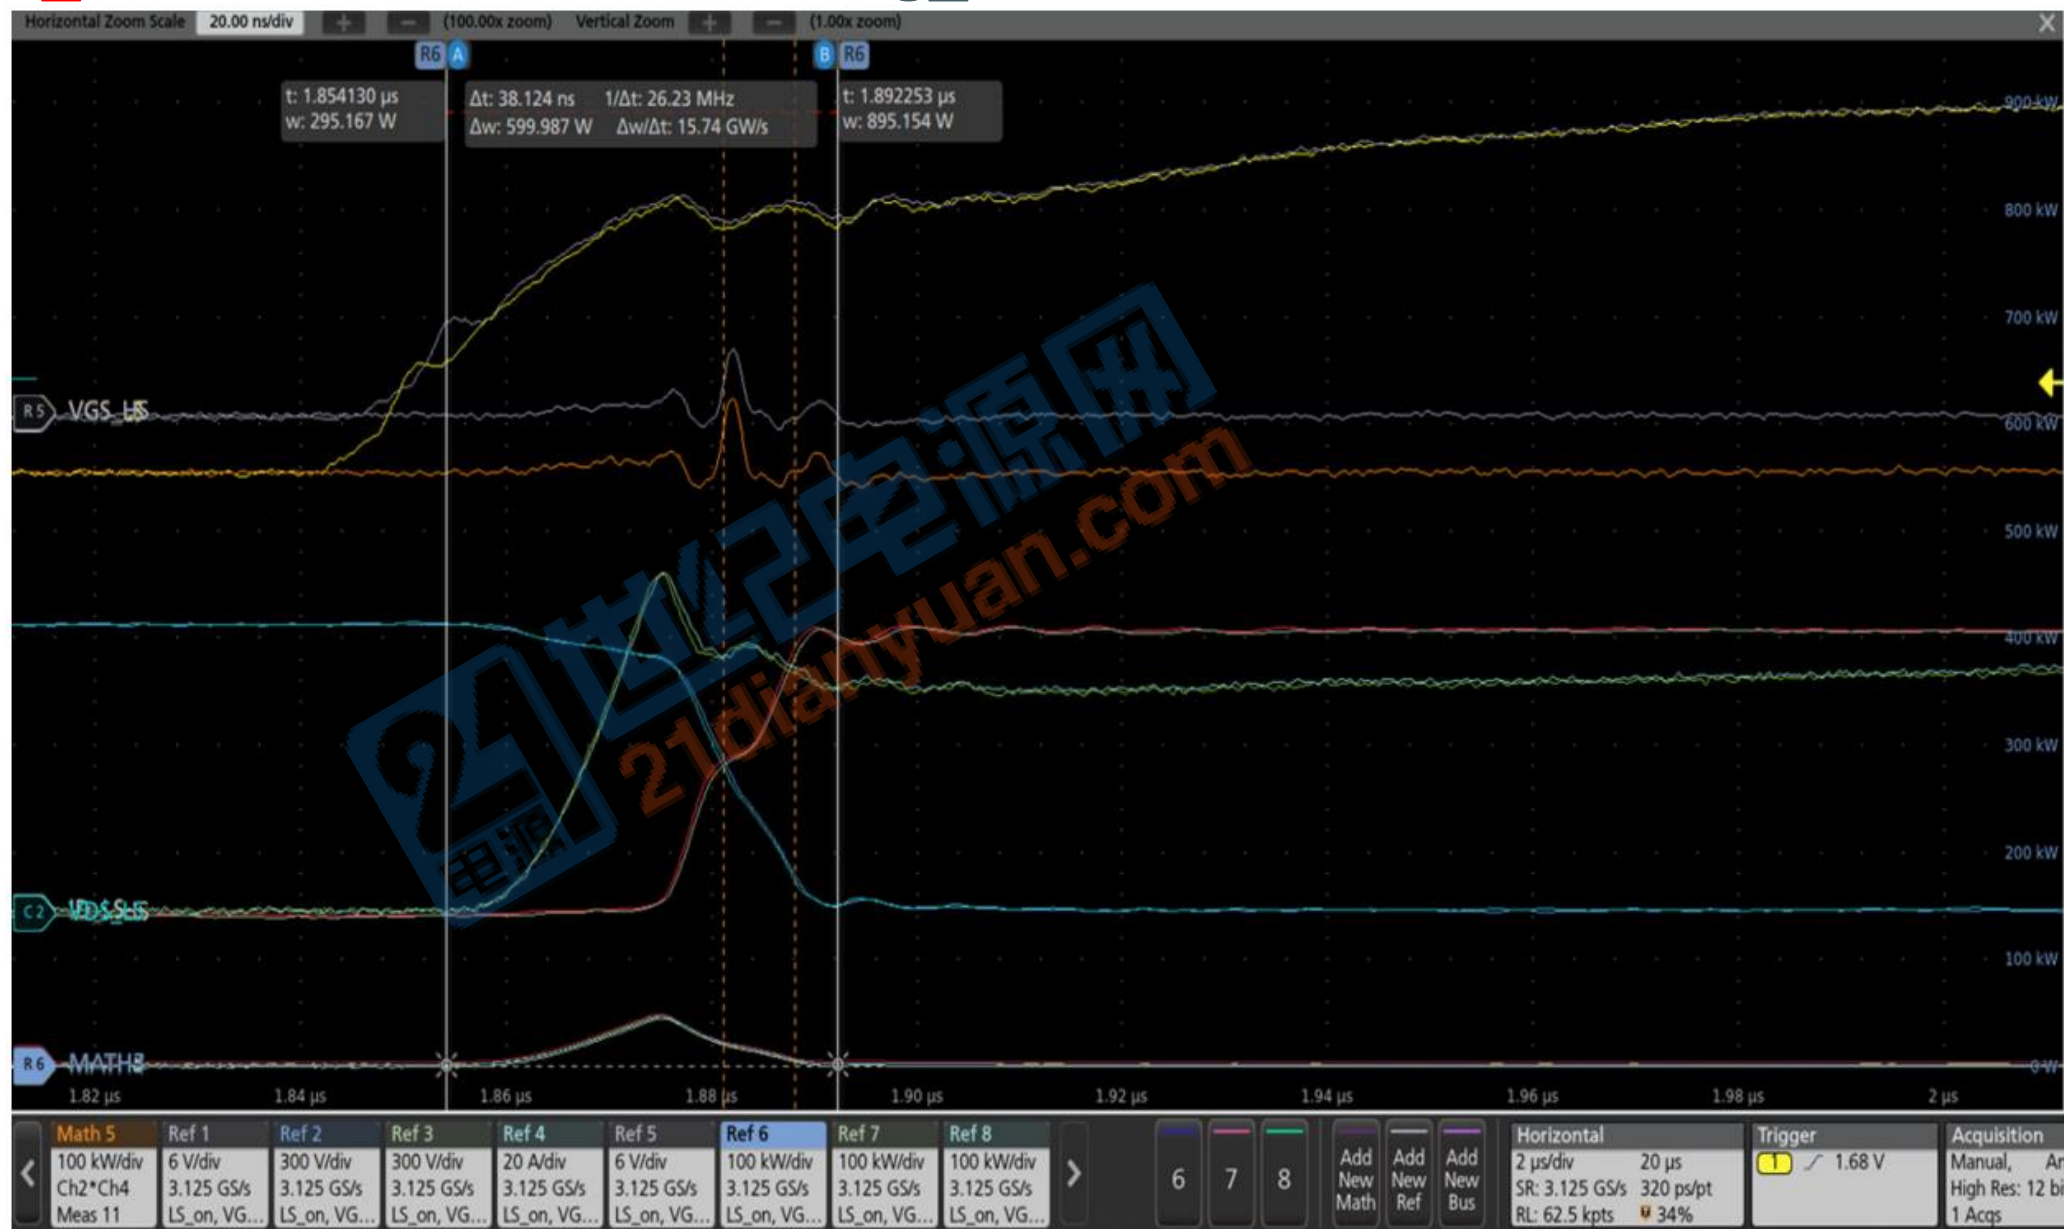 Horizontal Zoom Scale 20.00 ns/div + − (100.00x zoom) Vertical Zoom + − (1.00x zoom) X
R6 A B R6
t: 1.854130 µs
w: 295.167 W
Δt: 38.124 ns 1/Δt: 26.23 MHz
Δw: 599.987 W Δw/Δt: 15.74 GW/s
t: 1.892253 µs
w: 895.154 W
900 kW
800 kW
700 kW
R5
600 kW
500 kW
400 kW
300 kW
200 kW
C2
100 kW
R6 MATH3 0 W
世纪电源网
21dianyuan.com
21
电源
1.82 µs 1.84 µs 1.86 µs 1.88 µs 1.90 µs 1.92 µs 1.94 µs 1.96 µs 1.98 µs 2 µs
Math 5
100 kW/div
Ch2*Ch4
Meas 11
Ref 1
6 V/div
3.125 GS/s
LS_on, VG...
Ref 2
300 V/div
3.125 GS/s
LS_on, VG...
Ref 3
300 V/div
3.125 GS/s
LS_on, VG...
Ref 4
20 A/div
3.125 GS/s
LS_on, VG...
Ref 5
6 V/div
3.125 GS/s
LS_on, VG...
Ref 6
100 kW/div
3.125 GS/s
LS_on, VG...
Ref 7
100 kW/div
3.125 GS/s
LS_on, VG...
Ref 8
100 kW/div
3.125 GS/s
LS_on, VG...
6 7 8
Add
New
Math
Add
New
Ref
Add
New
Bus
Horizontal
2 µs/div 20 µs
SR: 3.125 GS/s 320 ps/pt
RL: 62.5 kpts 34%
Trigger
1 1.68 V
Acquisition
Manual,
High Res: 12 bi
1 Acqs